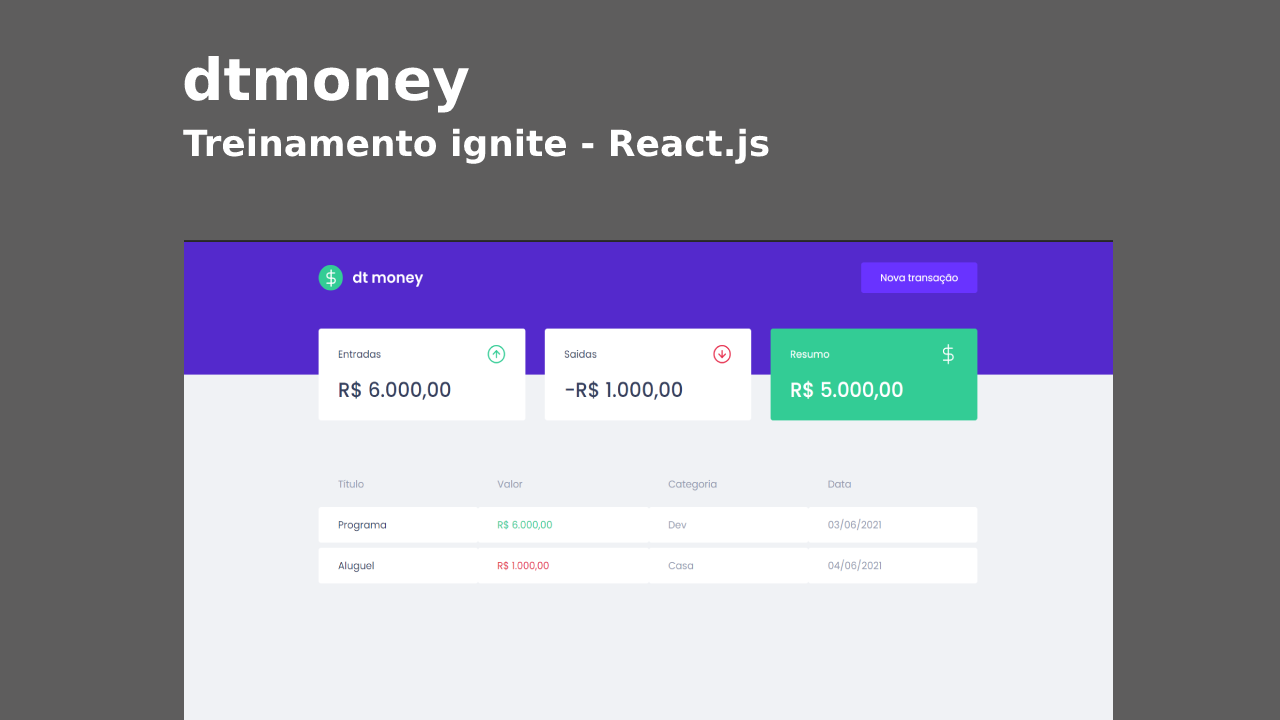 dtmoney
Treinamento ignite - React.js
$ dt money
Nova transação
Entradas
R$ 6.000,00
Saidas
-R$ 1.000,00
Resumo $
R$ 5.000,00
Título Valor Categoria Data
Programa R$ 6.000,00 Dev 03/06/2021
Aluguel R$ 1.000,00 Casa 04/06/2021